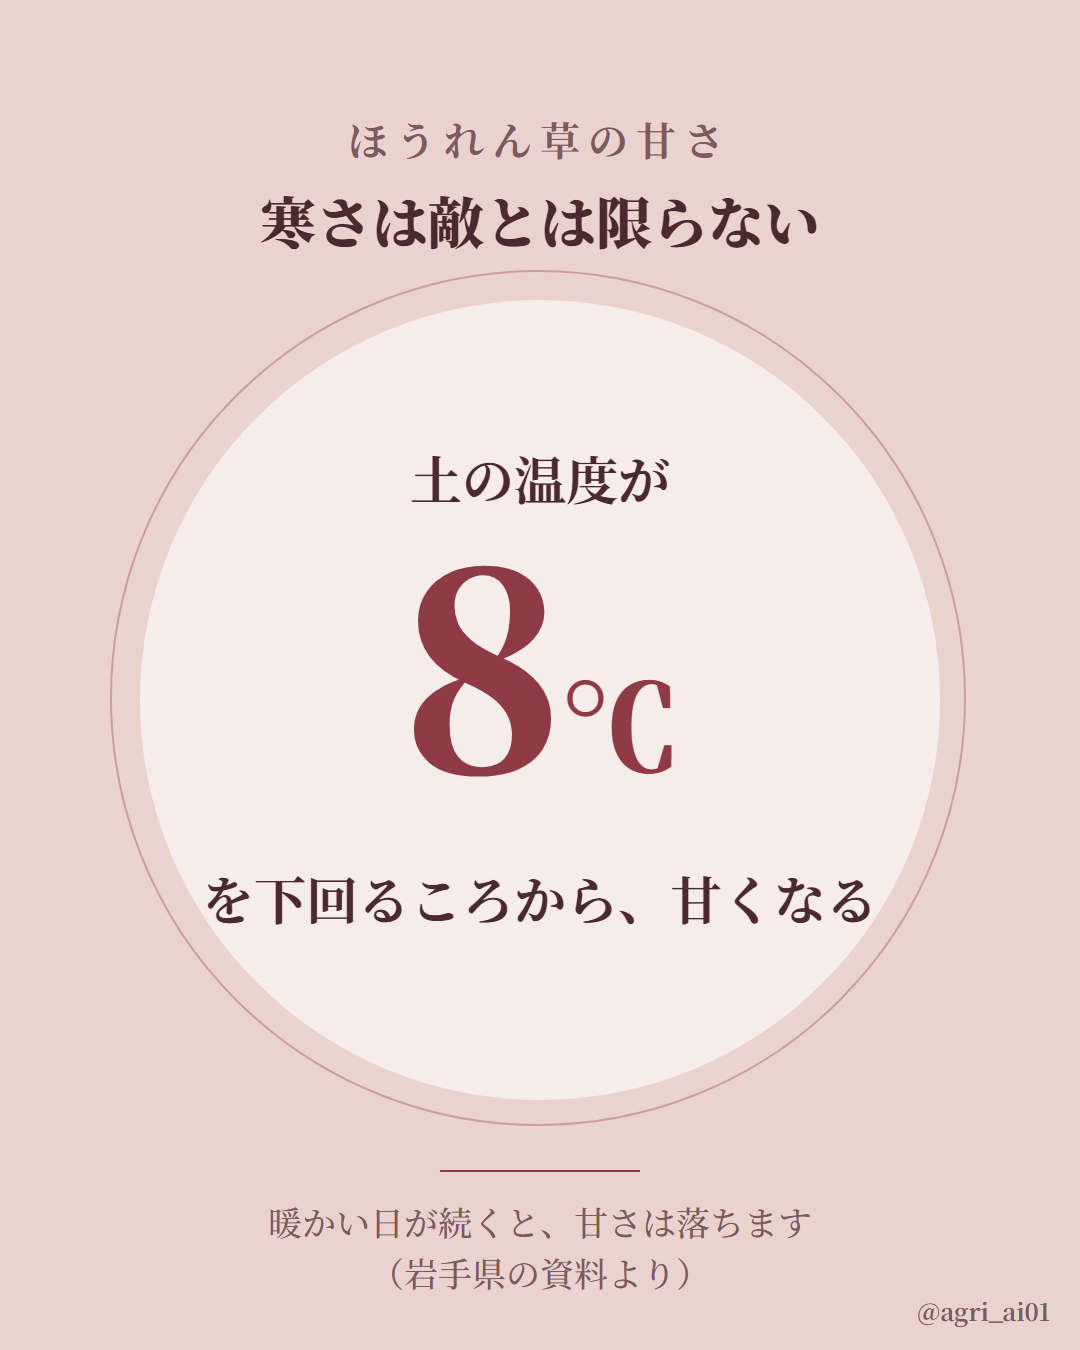 ほうれん草の甘さ
寒さは敵とは限らない
土の温度が
8℃
を下回るころから、甘くなる
暖かい日が続くと、甘さは落ちます
（岩手県の資料より）
@agri_ai01